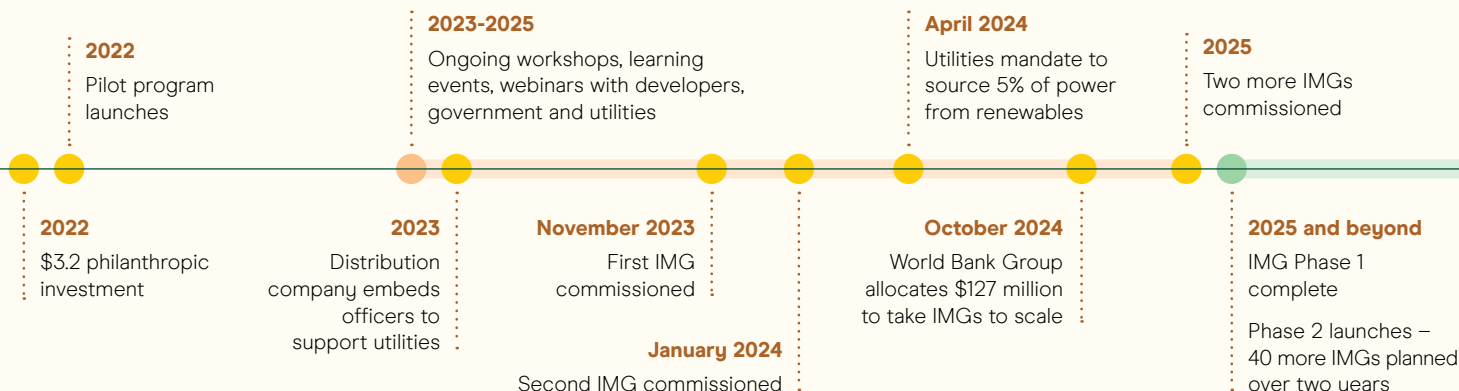 2022
Pilot program
launches
2023-2025
Ongoing workshops, learning
events, webinars with developers,
government and utilities
April 2024
Utilities mandate to
source 5% of power
from renewables
2025
Two more IMGs
commissioned
2022
$3.2 philanthropic
investment
2023
Distribution
company embeds
officers to
support utilities
November 2023
First IMG
commissioned
January 2024
Second IMG commissioned
October 2024
World Bank Group
allocates $127 million
to take IMGs to scale
2025 and beyond
IMG Phase 1
complete
Phase 2 launches –
40 more IMGs planned
over two years